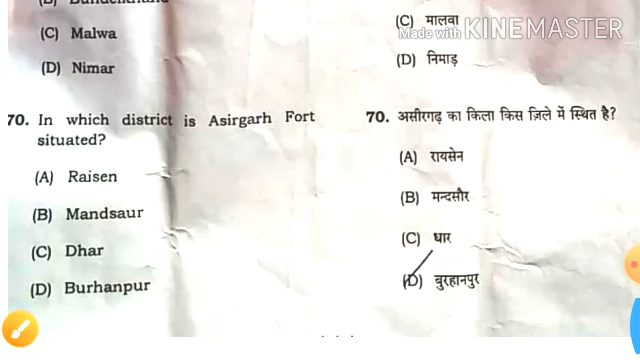 (C) Malwa
(D) Nimar
70. In which district is Asirgarh Fort
situated?
(A) Raisen
(B) Mandsaur
(C) Dhar
(D) Burhanpur
(C) मालवा
Made with KINEMASTER
(D) निमाड़
70. असीरगढ़ का किला किस ज़िले में स्थित है?
(A) रायसेन
(B) मन्दसौर
(C) धार
(D) बुरहानपुर